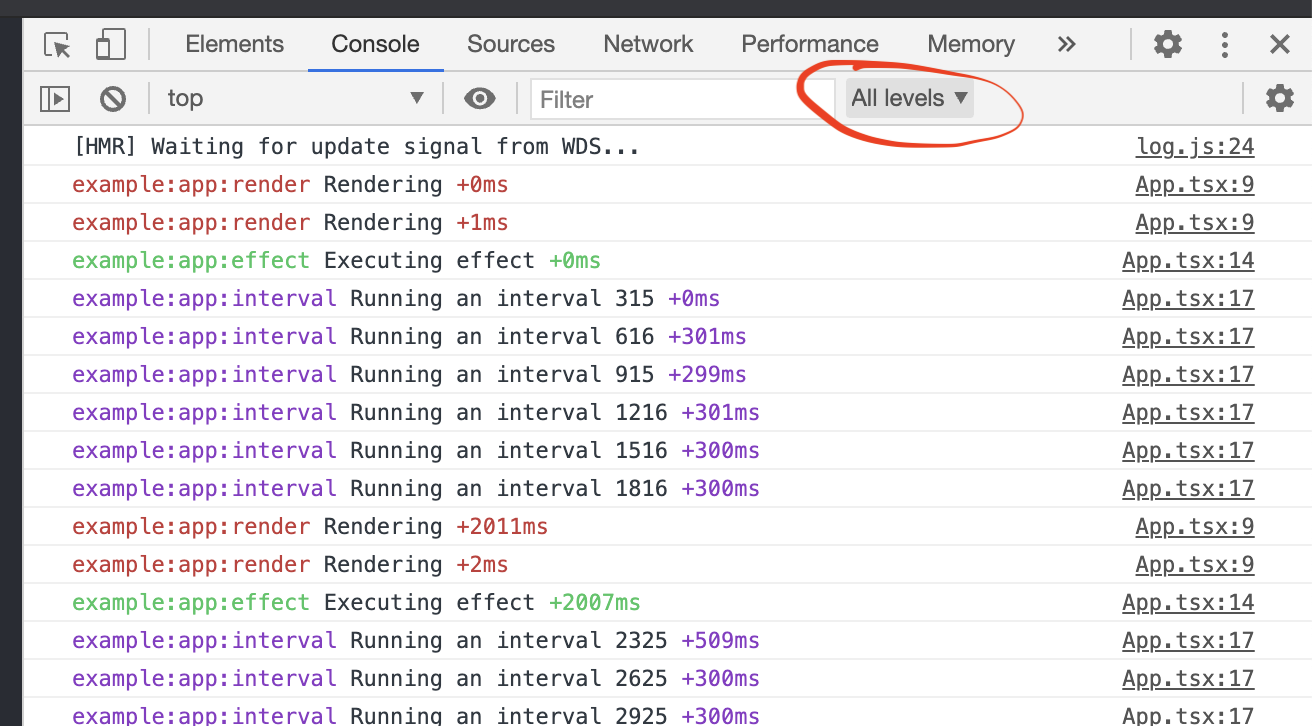 Elements Console Sources Network Performance Memory »
top ▼ Filter All levels ▼
[HMR] Waiting for update signal from WDS... log.js:24
example:app:render Rendering +0ms App.tsx:9
example:app:render Rendering +1ms App.tsx:9
example:app:effect Executing effect +0ms App.tsx:14
example:app:interval Running an interval 315 +0ms App.tsx:17
example:app:interval Running an interval 616 +301ms App.tsx:17
example:app:interval Running an interval 915 +299ms App.tsx:17
example:app:interval Running an interval 1216 +301ms App.tsx:17
example:app:interval Running an interval 1516 +300ms App.tsx:17
example:app:interval Running an interval 1816 +300ms App.tsx:17
example:app:render Rendering +2011ms App.tsx:9
example:app:render Rendering +2ms App.tsx:9
example:app:effect Executing effect +2007ms App.tsx:14
example:app:interval Running an interval 2325 +509ms App.tsx:17
example:app:interval Running an interval 2625 +300ms App.tsx:17
example:app:interval Running an interval 2925 +300ms App.tsx:17